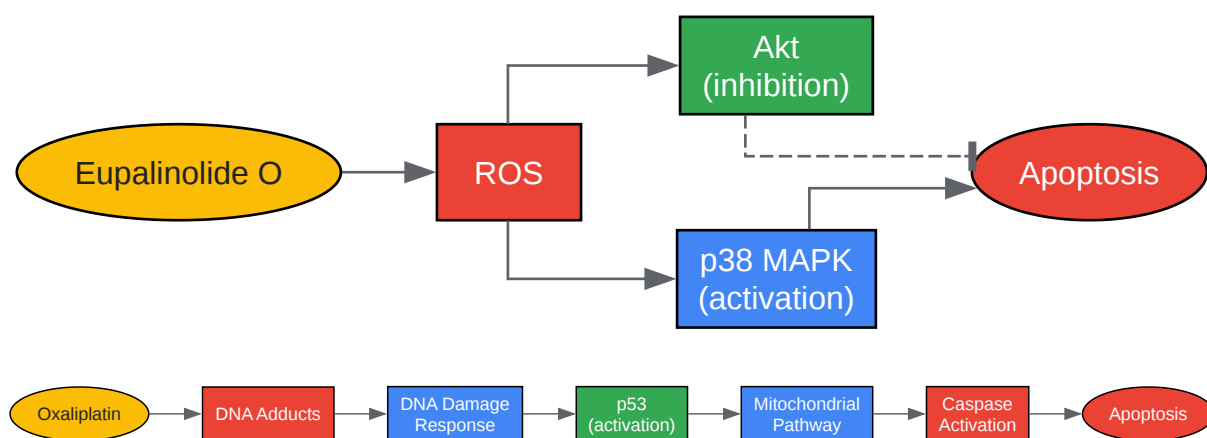 Akt
(inhibition)
Eupalinolide O
ROS
Apoptosis
p38 MAPK
(activation)
Oxaliplatin
DNA Adducts
DNA Damage
Response
p53
(activation)
Mitochondrial
Pathway
Caspase
Activation
Apoptosis